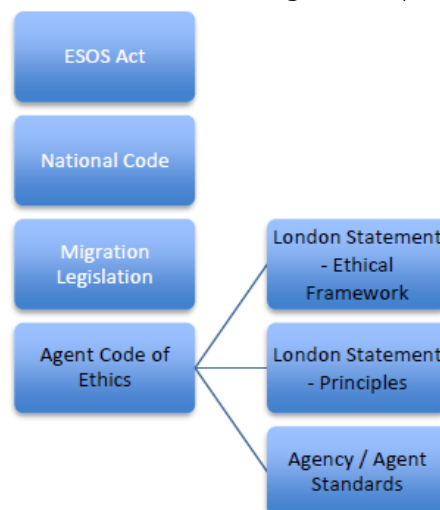 ESOS Act
National Code
Migration
Legislation
Agent Code of
Ethics
London Statement
- Ethical
Framework
London Statement
- Principles
Agency / Agent
Standards